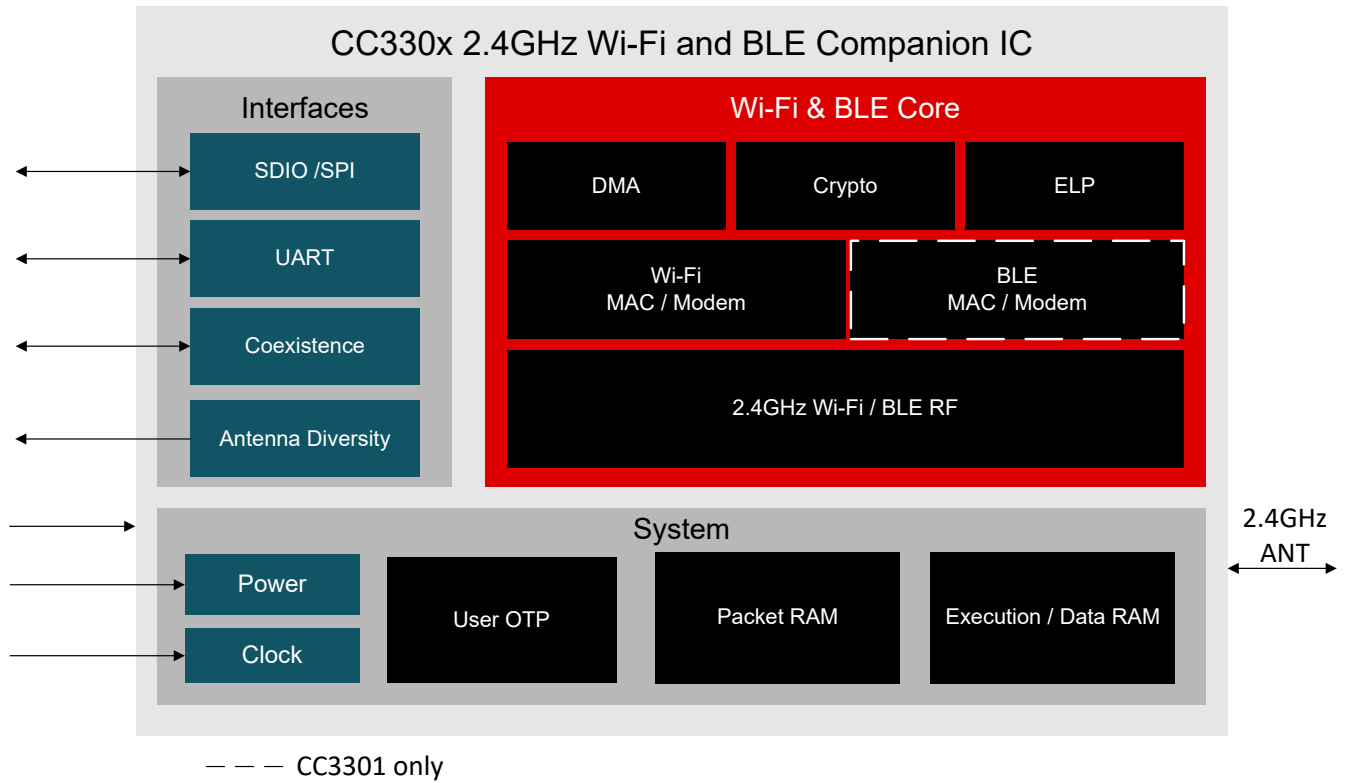 CC330x 2.4GHz Wi-Fi and BLE Companion IC
Interfaces
SDIO /SPI
UART
Coexistence
Antenna Diversity
Wi-Fi & BLE Core
DMA
Crypto
ELP
Wi-Fi
MAC / Modem
BLE
MAC / Modem
2.4GHz Wi-Fi / BLE RF
System
Power
Clock
User OTP
Packet RAM
Execution / Data RAM
2.4GHz
ANT
CC3301 only